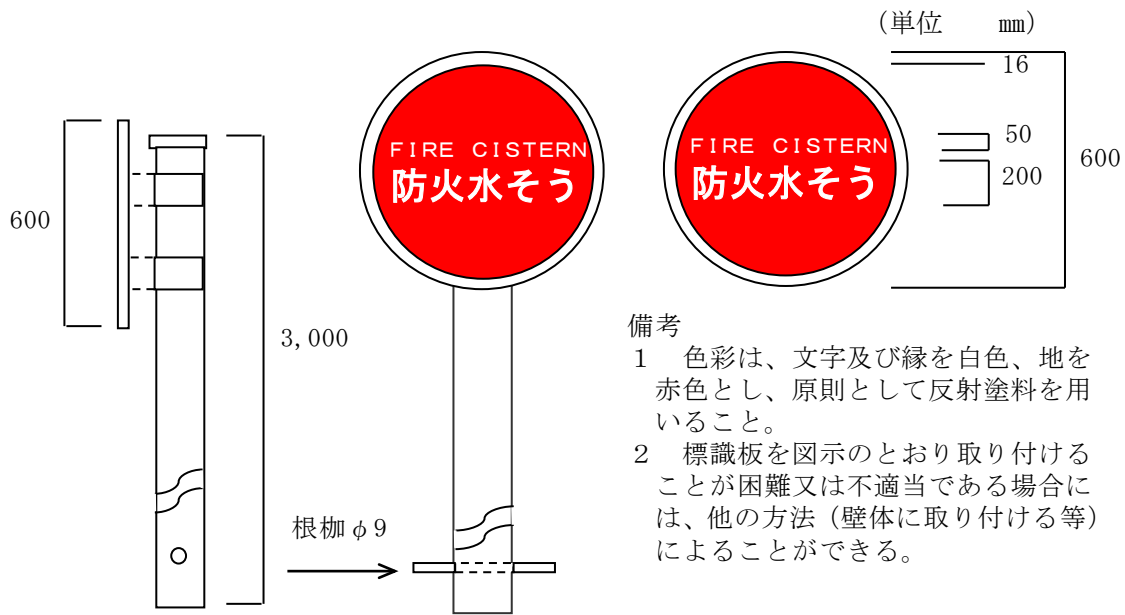 (単位　mm)
16
50
200
600
FIRE CISTERN
防火水そう
FIRE CISTERN
防火水そう
600
3,000
根枷φ9
備考
1　色彩は、文字及び縁を白色、地を
赤色とし、原則として反射塗料を用
いること。
2　標識板を図示のとおり取り付ける
ことが困難又は不適当である場合に
は、他の方法（壁体に取り付ける等）
によることができる。